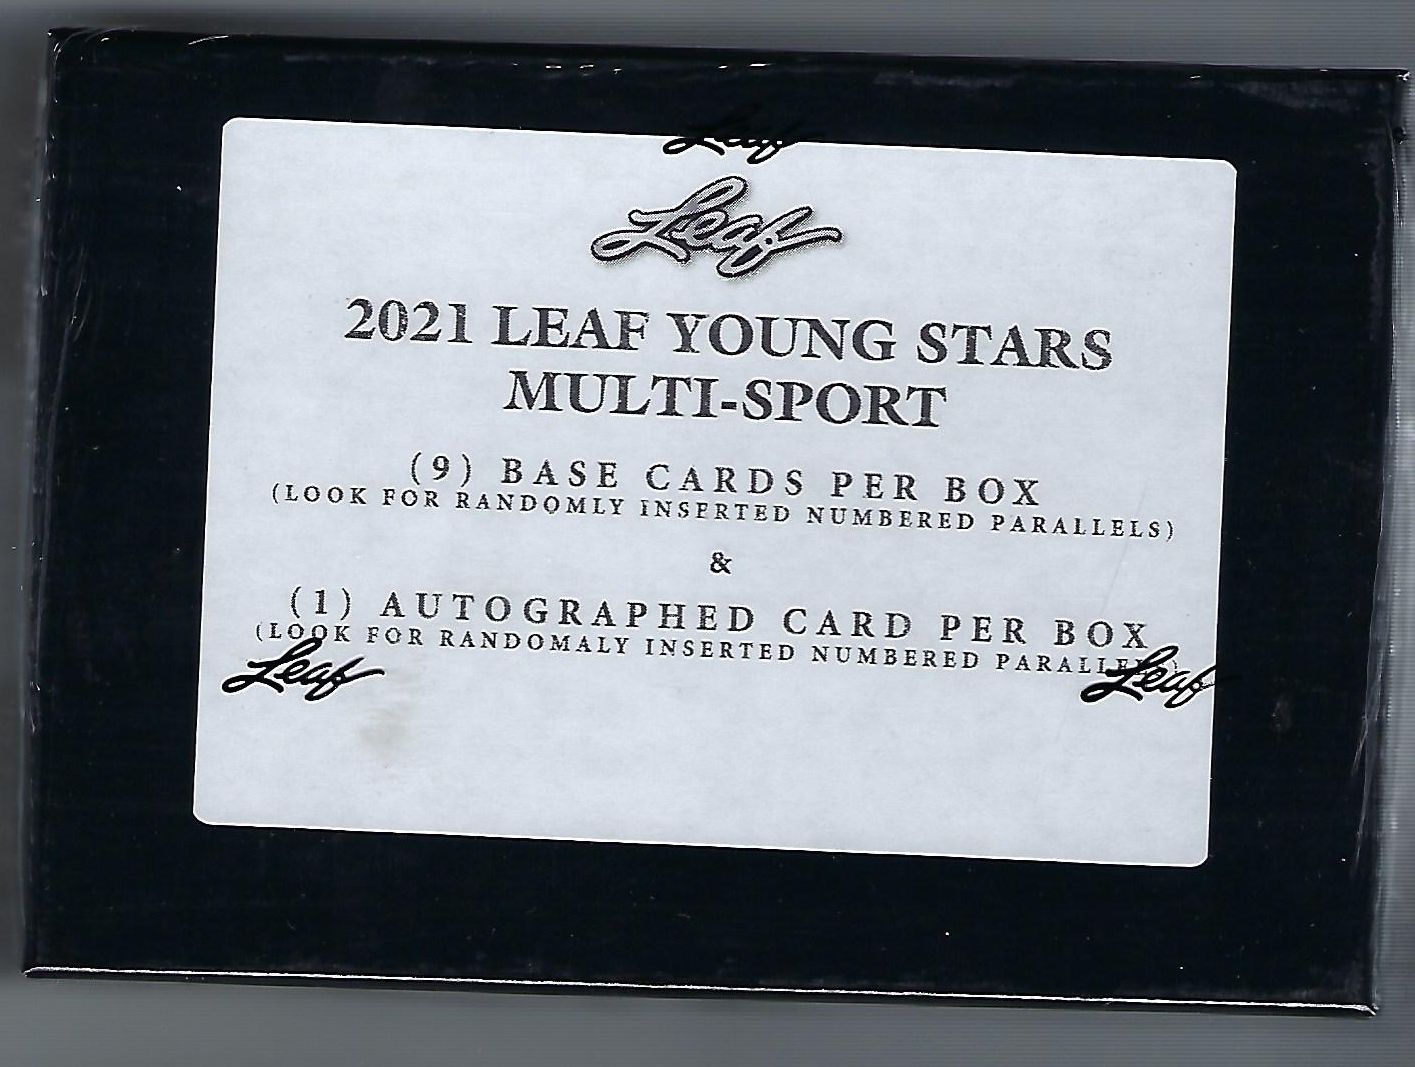 Leaf
Leaf
2021 LEAF YOUNG STARS
MULTI-SPORT
(9) BASE CARDS PER BOX
(LOOK FOR RANDOMLY INSERTED NUMBERED PARALLELS)
&
(1) AUTOGRAPHED CARD PER BOX
(LOOK FOR RANDOMALY INSERTED NUMBERED PARALLELS)
Leaf
Leaf